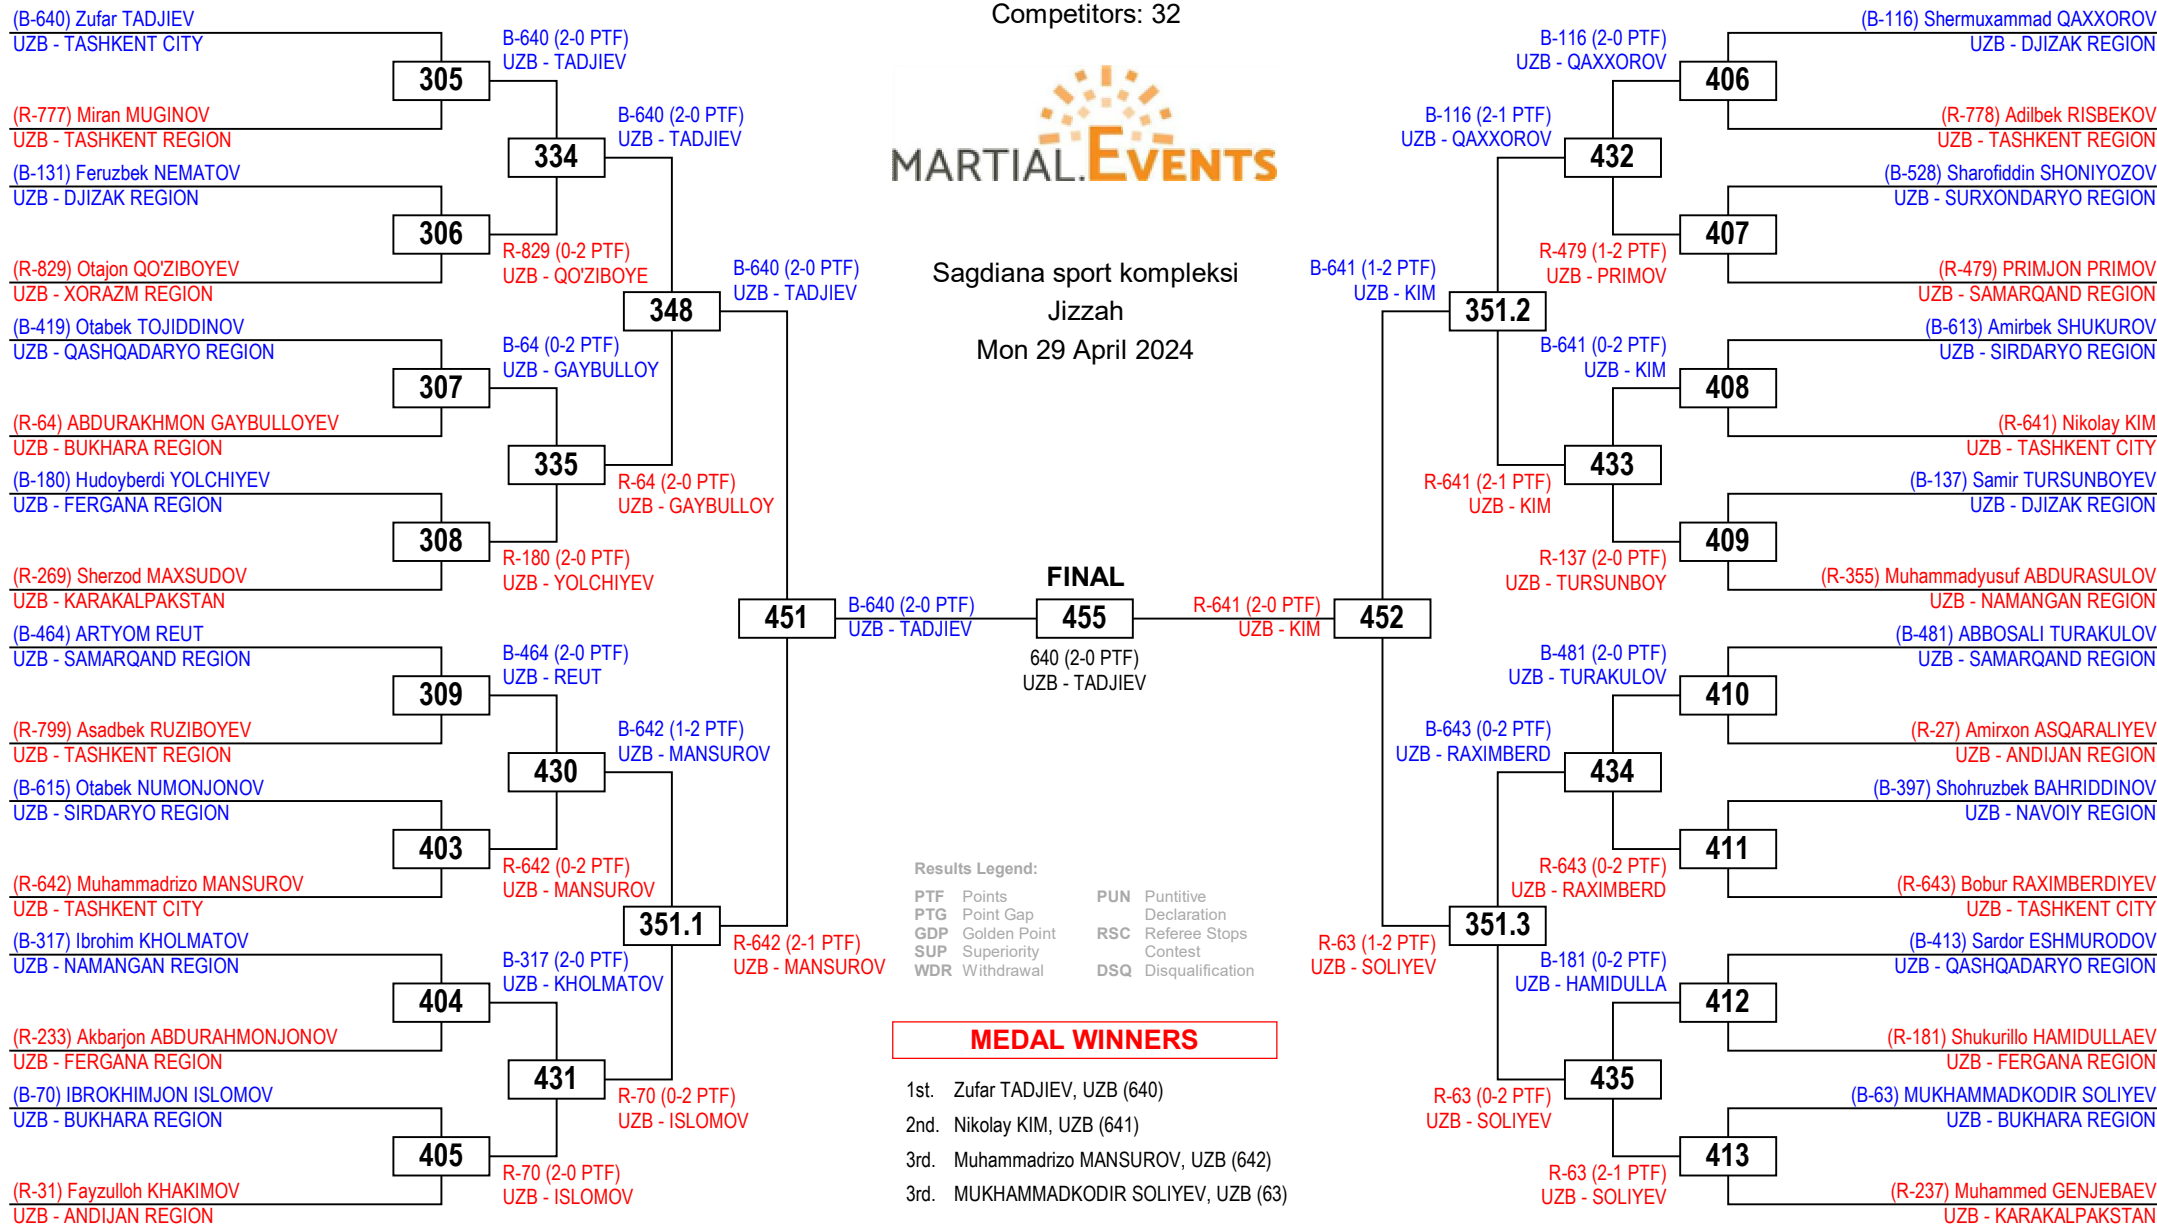 Competitors: 32
MARTIAL.EVENTS
Sagdiana sport kompleksi
Jizzah
Mon 29 April 2024
(B-640) Zufar TADJIEV
UZB - TASHKENT CITY
305
(R-777) Miran MUGINOV
UZB - TASHKENT REGION
(B-131) Feruzbek NEMATOV
UZB - DJIZAK REGION
306
(R-829) Otajon QO'ZIBOYEV
UZB - XORAZM REGION
(B-419) Otabek TOJIDDINOV
UZB - QASHQADARYO REGION
307
(R-64) ABDURAKHMON GAYBULLOYEV
UZB - BUKHARA REGION
(B-180) Hudoyberdi YOLCHIYEV
UZB - FERGANA REGION
308
(R-269) Sherzod MAXSUDOV
UZB - KARAKALPAKSTAN
(B-464) ARTYOM REUT
UZB - SAMARQAND REGION
309
(R-799) Asadbek RUZIBOYEV
UZB - TASHKENT REGION
(B-615) Otabek NUMONJONOV
UZB - SIRDARYO REGION
403
(R-642) Muhammadrizo MANSUROV
UZB - TASHKENT CITY
(B-317) Ibrohim KHOLMATOV
UZB - NAMANGAN REGION
404
(R-233) Akbarjon ABDURAHMONJONOV
UZB - FERGANA REGION
(B-70) IBROKHIMJON ISLOMOV
UZB - BUKHARA REGION
405
(R-31) Fayzulloh KHAKIMOV
UZB - ANDIJAN REGION
B-640 (2-0 PTF)
UZB - TADJIEV
334
R-829 (0-2 PTF)
UZB - QO'ZIBOYE
B-64 (0-2 PTF)
UZB - GAYBULLOY
335
R-180 (2-0 PTF)
UZB - YOLCHIYEV
B-464 (2-0 PTF)
UZB - REUT
430
R-642 (0-2 PTF)
UZB - MANSUROV
B-317 (2-0 PTF)
UZB - KHOLMATOV
431
R-70 (2-0 PTF)
UZB - ISLOMOV
B-640 (2-0 PTF)
UZB - TADJIEV
348
R-64 (2-0 PTF)
UZB - GAYBULLOY
B-642 (1-2 PTF)
UZB - MANSUROV
351.1
R-70 (0-2 PTF)
UZB - ISLOMOV
B-640 (2-0 PTF)
UZB - TADJIEV
451
R-642 (2-1 PTF)
UZB - MANSUROV
B-640 (2-0 PTF)
UZB - TADJIEV
FINAL
455
640 (2-0 PTF)
UZB - TADJIEV
R-641 (2-0 PTF)
UZB - KIM
B-641 (1-2 PTF)
UZB - KIM
452
R-63 (1-2 PTF)
UZB - SOLIYEV
B-116 (2-1 PTF)
UZB - QAXXOROV
351.2
R-641 (2-1 PTF)
UZB - KIM
B-643 (0-2 PTF)
UZB - RAXIMBERD
351.3
R-63 (0-2 PTF)
UZB - SOLIYEV
B-116 (2-0 PTF)
UZB - QAXXOROV
432
R-479 (1-2 PTF)
UZB - PRIMOV
B-641 (0-2 PTF)
UZB - KIM
433
R-137 (2-0 PTF)
UZB - TURSUNBOY
B-481 (2-0 PTF)
UZB - TURAKULOV
434
R-643 (0-2 PTF)
UZB - RAXIMBERD
B-181 (0-2 PTF)
UZB - HAMIDULLA
435
R-63 (2-1 PTF)
UZB - SOLIYEV
(B-116) Shermuxammad QAXXOROV
UZB - DJIZAK REGION
406
(R-778) Adilbek RISBEKOV
UZB - TASHKENT REGION
(B-528) Sharofiddin SHONIYOZOV
UZB - SURXONDARYO REGION
407
(R-479) PRIMJON PRIMOV
UZB - SAMARQAND REGION
(B-613) Amirbek SHUKUROV
UZB - SIRDARYO REGION
408
(R-641) Nikolay KIM
UZB - TASHKENT CITY
(B-137) Samir TURSUNBOYEV
UZB - DJIZAK REGION
409
(R-355) Muhammadyusuf ABDURASULOV
UZB - NAMANGAN REGION
(B-481) ABBOSALI TURAKULOV
UZB - SAMARQAND REGION
410
(R-27) Amirxon ASQARALIYEV
UZB - ANDIJAN REGION
(B-397) Shohruzbek BAHRIDDINOV
UZB - NAVOIY REGION
411
(R-643) Bobur RAXIMBERDIYEV
UZB - TASHKENT CITY
(B-413) Sardor ESHMURODOV
UZB - QASHQADARYO REGION
412
(R-181) Shukurillo HAMIDULLAEV
UZB - FERGANA REGION
(B-63) MUKHAMMADKODIR SOLIYEV
UZB - BUKHARA REGION
413
(R-237) Muhammed GENJEBAEV
UZB - KARAKALPAKSTAN
Results Legend:
PTF Points
PTG Point Gap
GDP Golden Point
SUP Superiority
WDR Withdrawal
PUN Puntitive
Declaration
RSC Referee Stops
Contest
DSQ Disqualification
MEDAL WINNERS
1st. Zufar TADJIEV, UZB (640)
2nd. Nikolay KIM, UZB (641)
3rd. Muhammadrizo MANSUROV, UZB (642)
3rd. MUKHAMMADKODIR SOLIYEV, UZB (63)